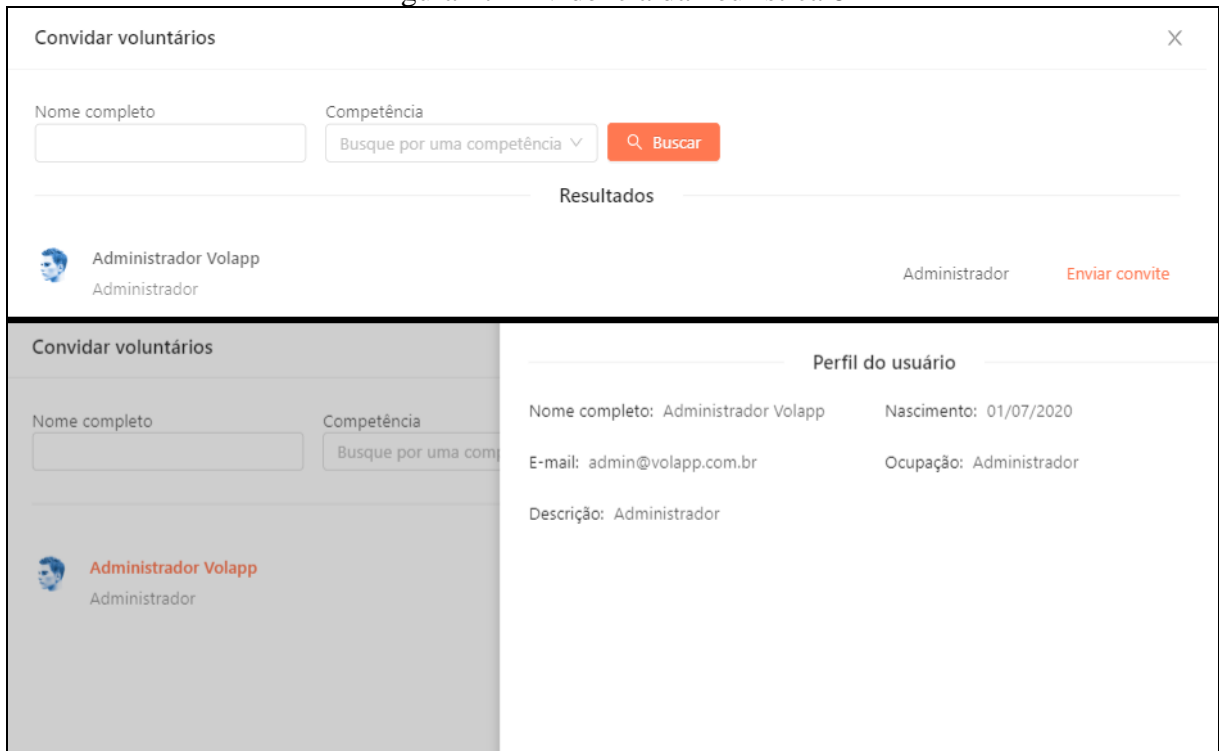 Convidar voluntários
Nome completo Competência
Busque por uma competência Buscar
Resultados
Administrador Volapp
Administrador Administrador Enviar convite
Convidar voluntários
Perfil do usuário
Nome completo Competência
Busque por uma comp
Nome completo: Administrador Volapp Nascimento: 01/07/2020
E-mail: admin@volapp.com.br Ocupação: Administrador
Descrição: Administrador
Administrador Volapp
Administrador